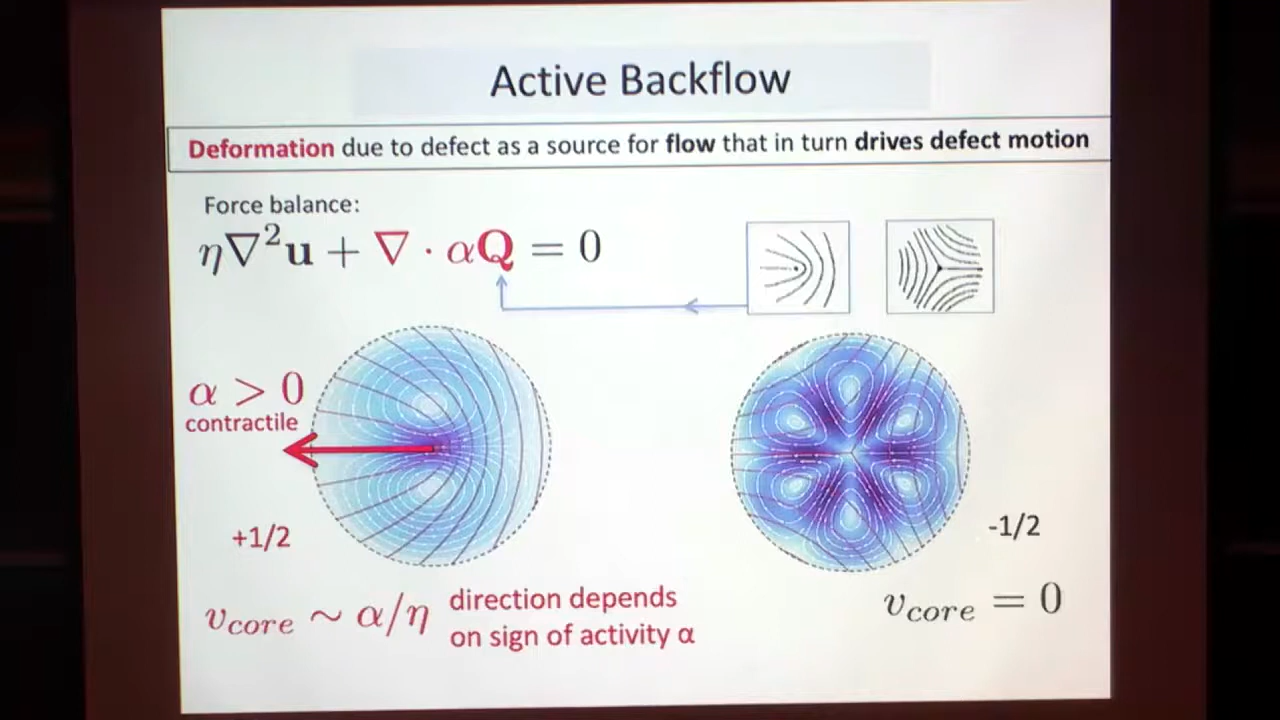 Active Backflow
Deformation due to defect as a source for flow that in turn drives defect motion
Force balance:
η∇²u + ∇ · αQ = 0
α > 0
contractile
+1/2
-1/2
v_core ~ α/η
direction depends
on sign of activity α
v_core = 0